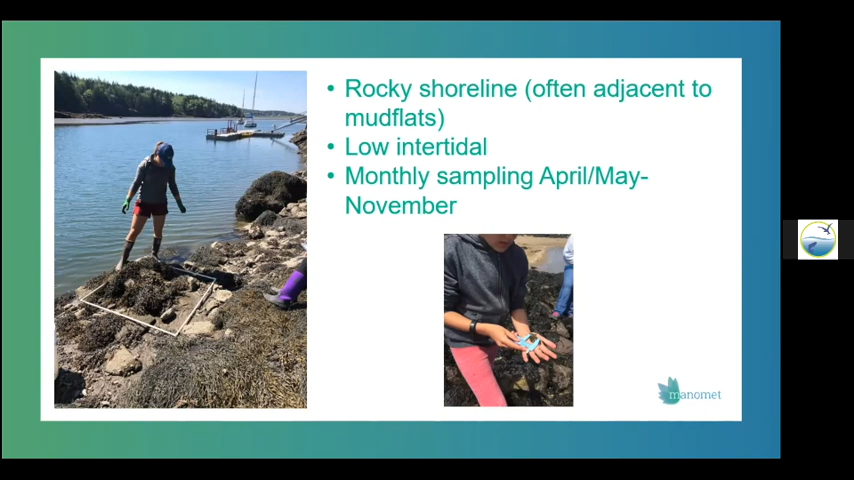 • Rocky shoreline (often adjacent to
mudflats)
• Low intertidal
• Monthly sampling April/May-
November
manomet